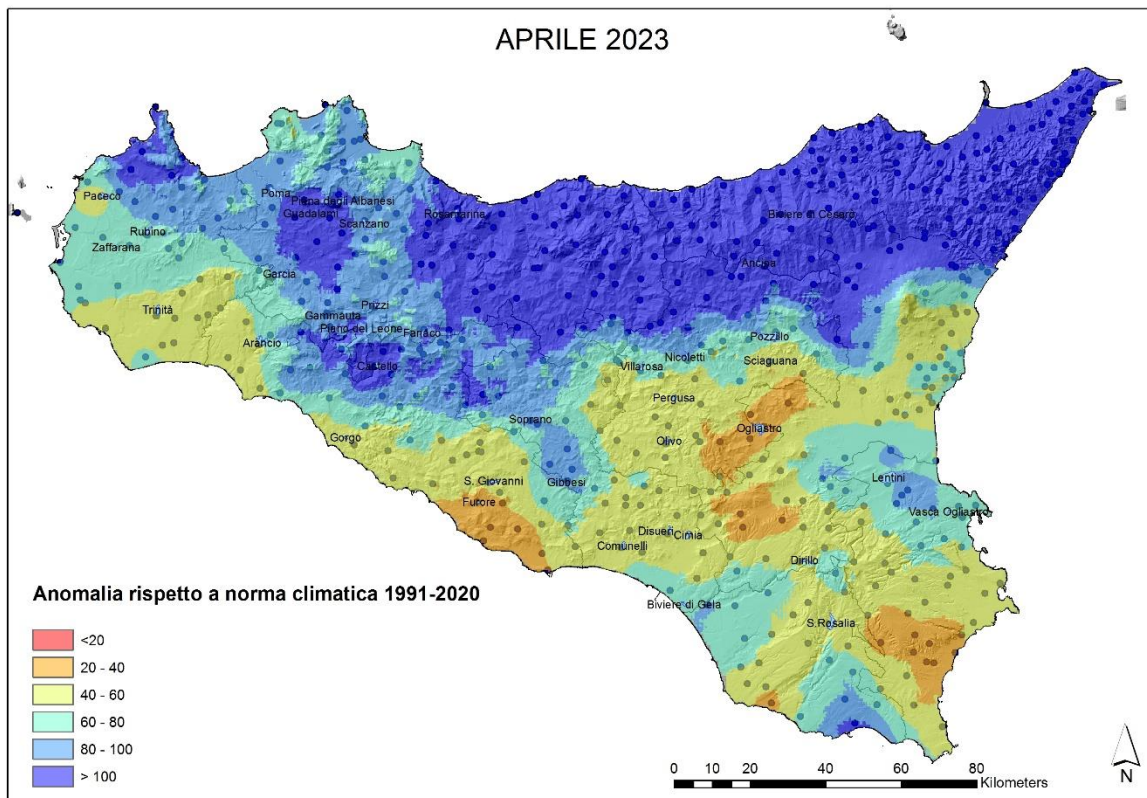 APRILE 2023
Paceco
Poma
Piana degli Albanesi
Guadalami
Scanzano
Rosamarina
Biviere di Cesarò
Rubino
Zaffarana
Garcia
Ancipa
Trinità
Prizzi
Gammauta
Piano del Leone
Fanaco
Arancio
Castello
Pozzillo
Nicoletti
Villarosa
Sciaguana
Pergusa
Soprano
Ogliastro
Gorgo
Olivo
S. Giovanni
Gibbesi
Lentini
Furore
Vasca Ogliastro
Disueri
Cimia
Comunelli
Dirillo
Biviere di Gela
S.Rosalia
Anomalia rispetto a norma climatica 1991-2020
<20
20 - 40
40 - 60
60 - 80
80 - 100
> 100
0 10 20 40 60 80
Kilometers
N